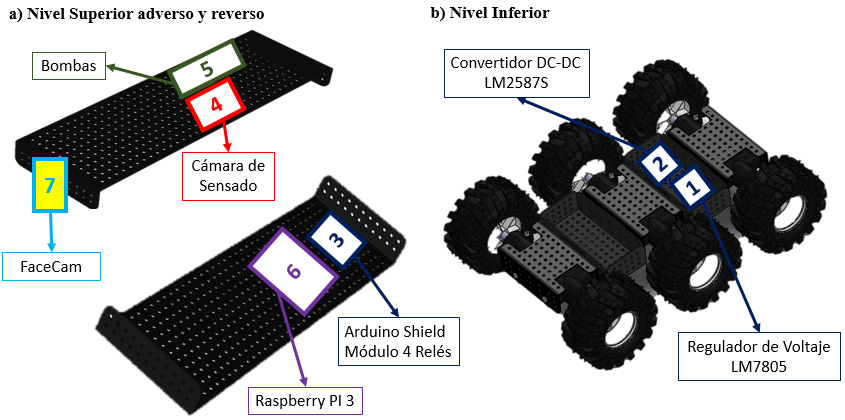 a) Nivel Superior adverso y reverso
b) Nivel Inferior
Bombas
5
4
Cámara de
Sensado
7
FaceCam
3
6
Arduino Shield
Módulo 4 Relés
Raspberry PI 3
Convertidor DC-DC
LM2587S
2
1
Regulador de Voltaje
LM7805